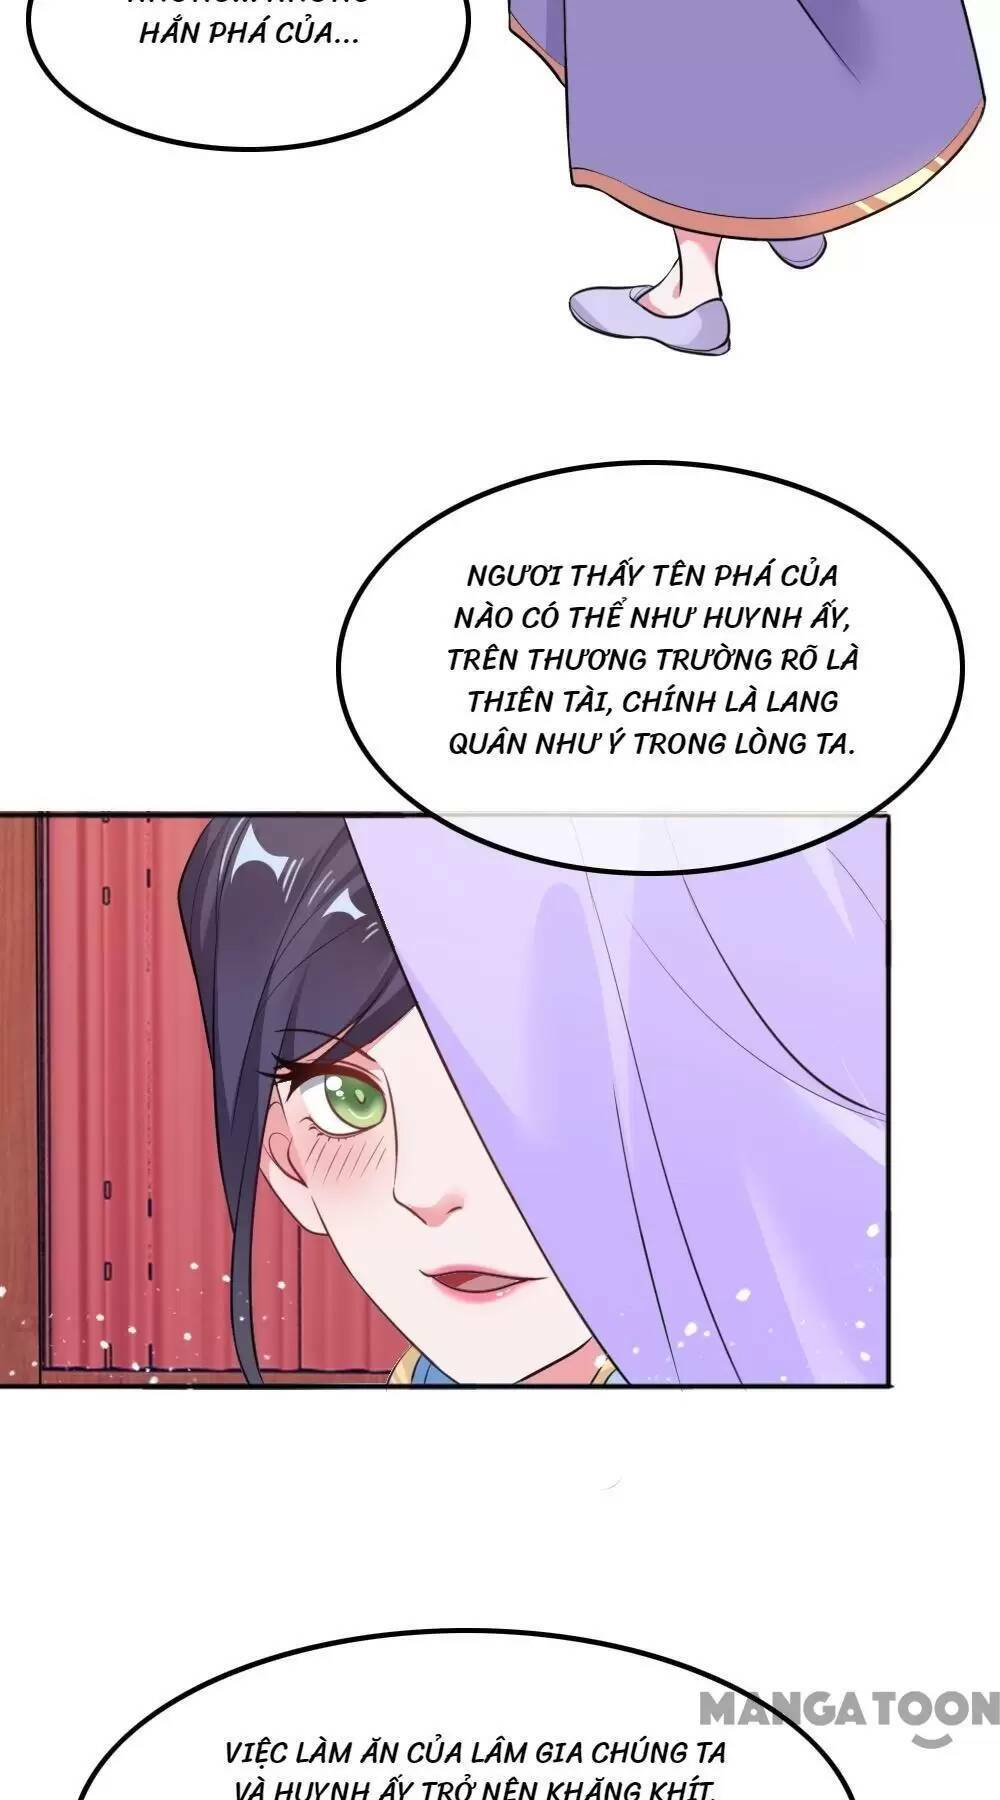 HẮN PHÁ CỦA...
NGƯƠI THẤY TÊN PHÁ CỦA
NÀO CÓ THỂ NHƯ HUYNH ẤY,
TRÊN THƯƠNG TRƯỜNG RÕ LÀ
THIÊN TÀI, CHÍNH LÀ LANG
QUÂN NHƯ Ý TRONG LÒNG TA.
MANGATOON
VIỆC LÀM ĂN CỦA LÂM GIA CHÚNG TA
VÀ HUYNH ẤY TRỞ NÊN KHĂNG KHÍT,